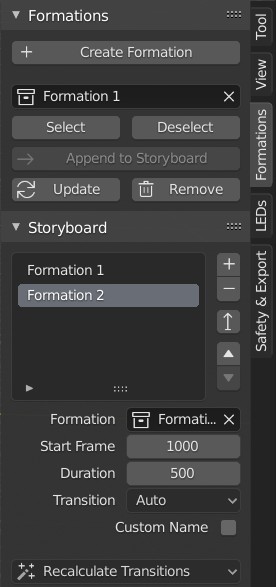 Formations
Create Formation
Formation 1
Select
Deselect
Append to Storyboard
Update
Remove
Storyboard
Formation 1
Formation 2
Formation
Formati...
Start Frame
1000
Duration
500
Transition
Auto
Custom Name
Recalculate Transitions
Tool
View
Formations
LEDs
Safety & Export